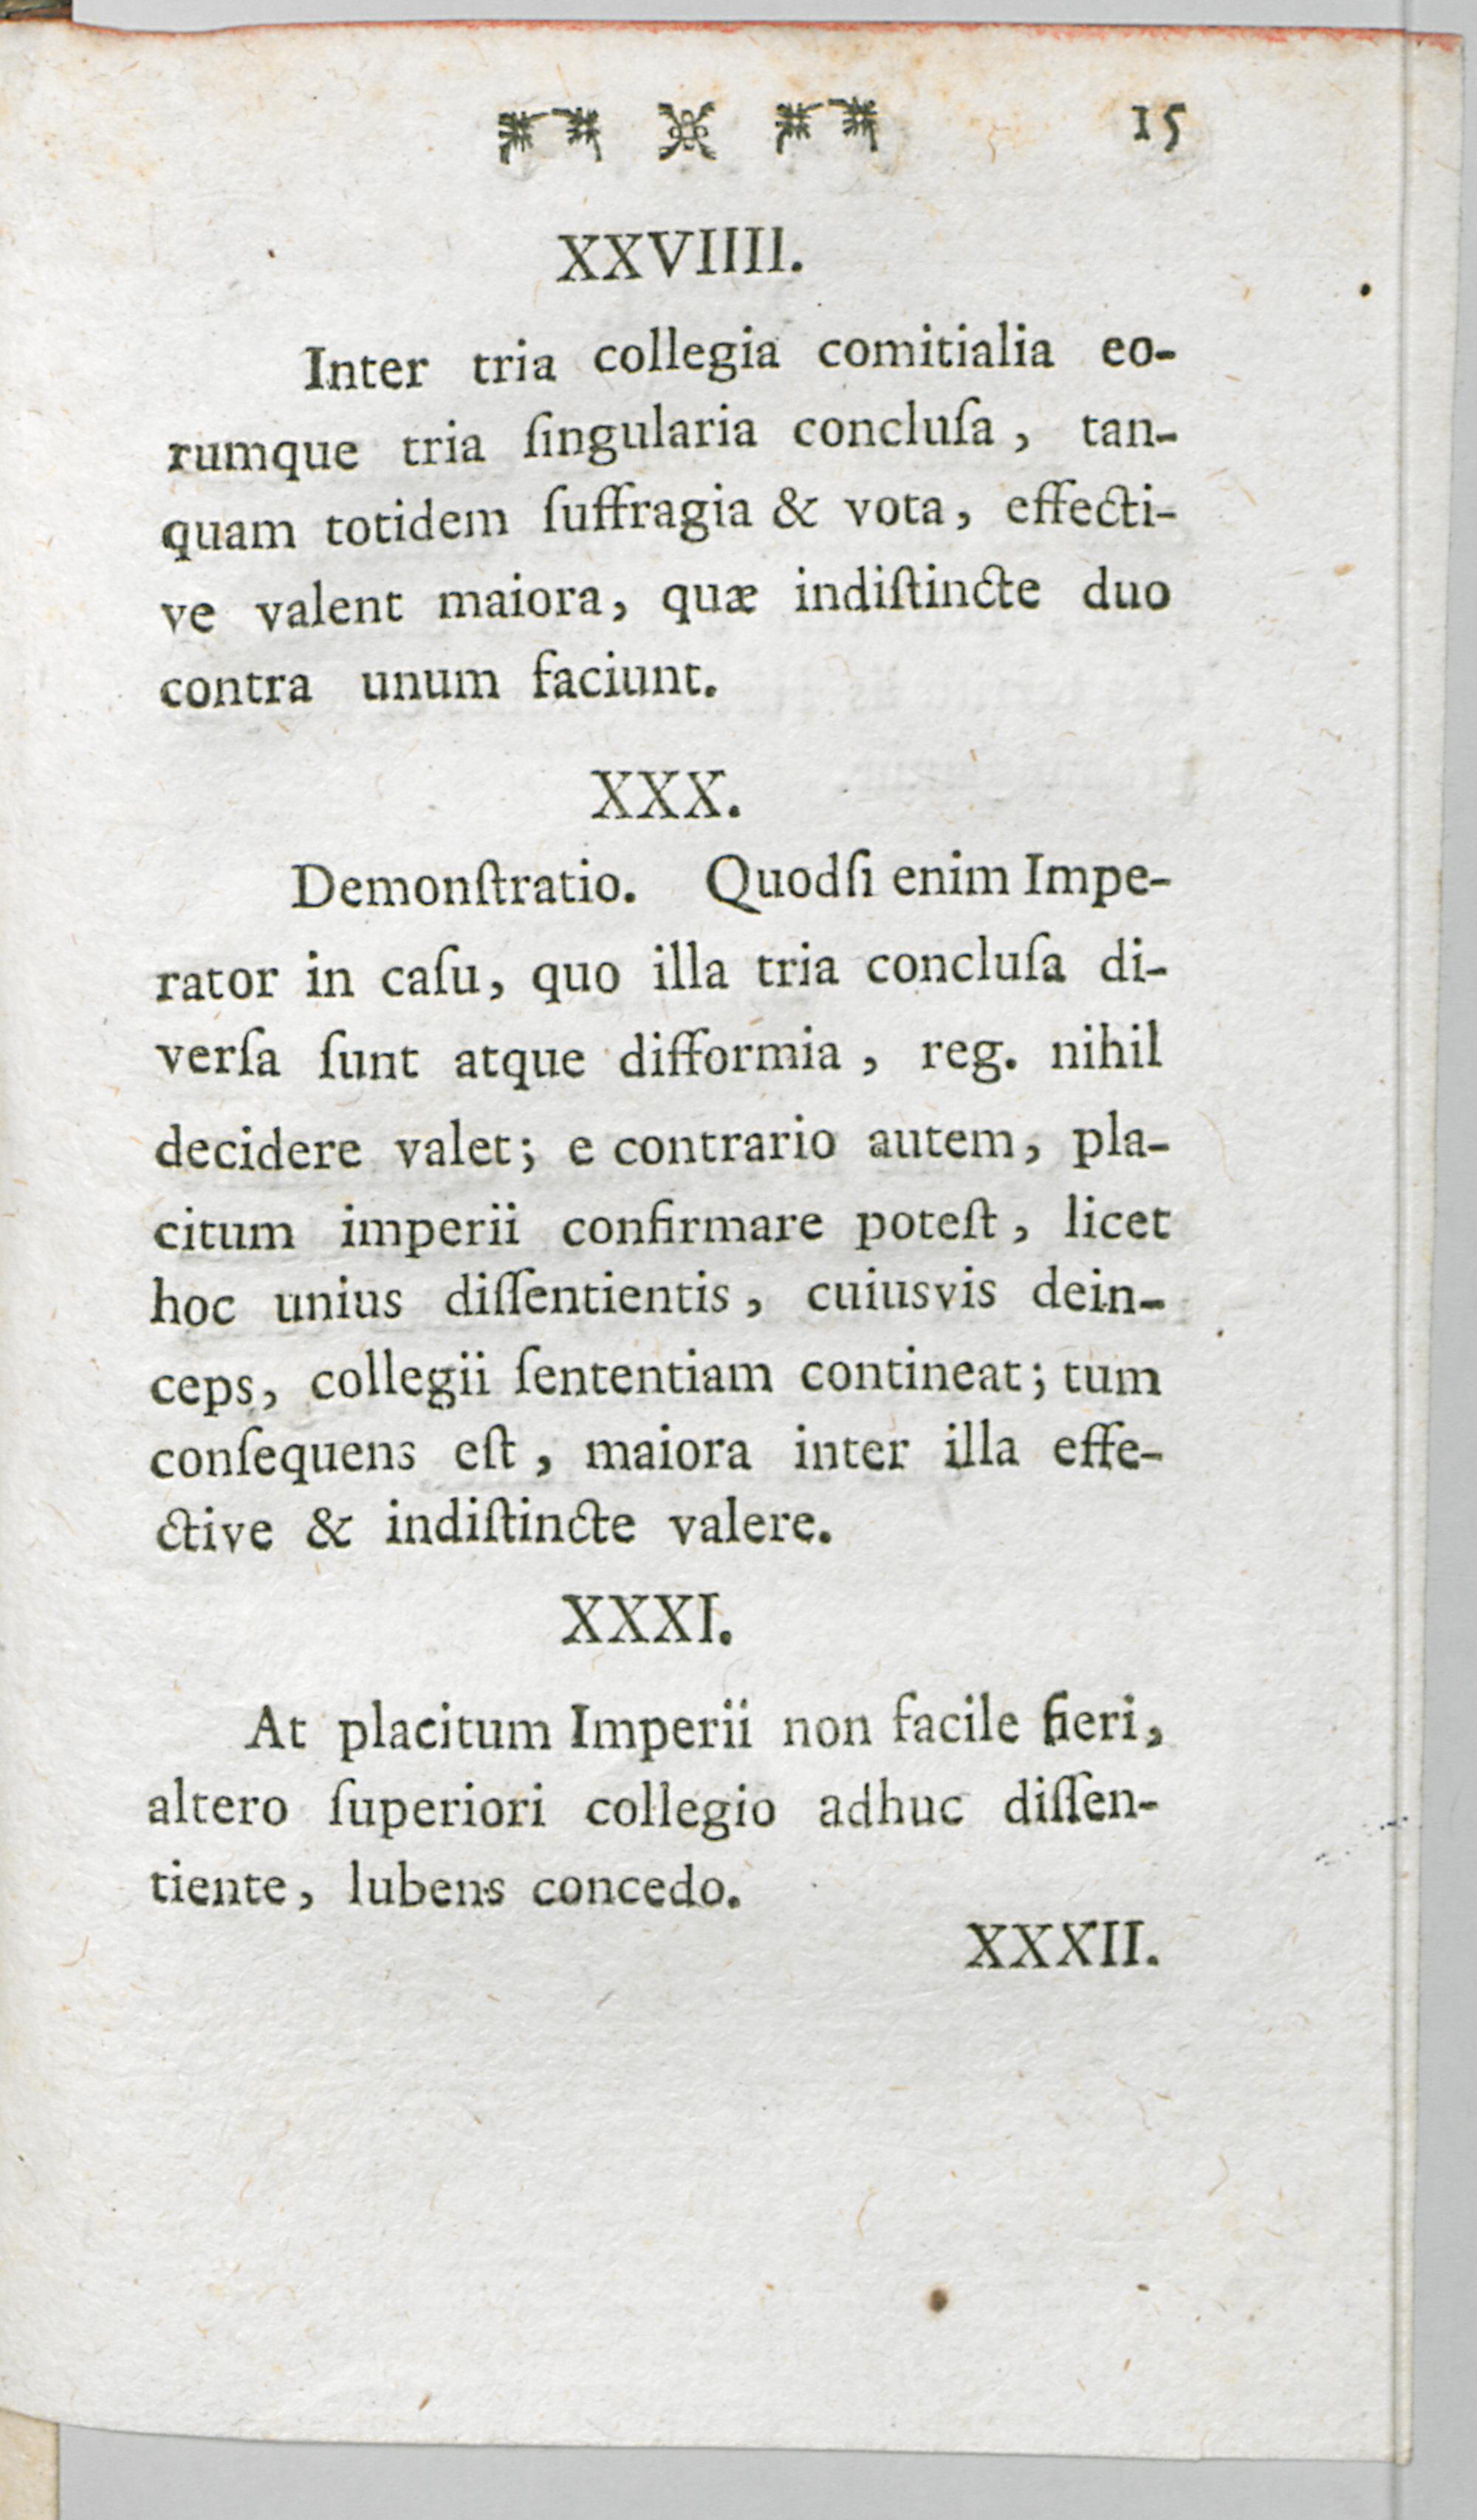 15
XXVIIII.
Inter tria collegia comitialia eo-
rumque tria ſingularia concluſa, tan-
quam totidem ſuffragia & vota, effecti-
ve valent maiora, quæ indiſtincte duo
contra unum faciunt.
XXX.
Demonſtratio. Quodſi enim Impe-
rator in caſu, quo illa tria concluſa di-
verſa ſunt atque difformia, reg. nihil
decidere valet; e contrario autem, pla-
citum imperii confirmare poteſt, licet
hoc unius diſſentientis, cuiusvis dein-
ceps, collegii ſententiam contineat; tum
conſequens eſt, maiora inter illa effe-
ctive & indiſtincte valere.
XXXI.
At placitum Imperii non facile fieri,
altero ſuperiori collegio adhuc diſſen-
tiente, lubens concedo.
XXXII.